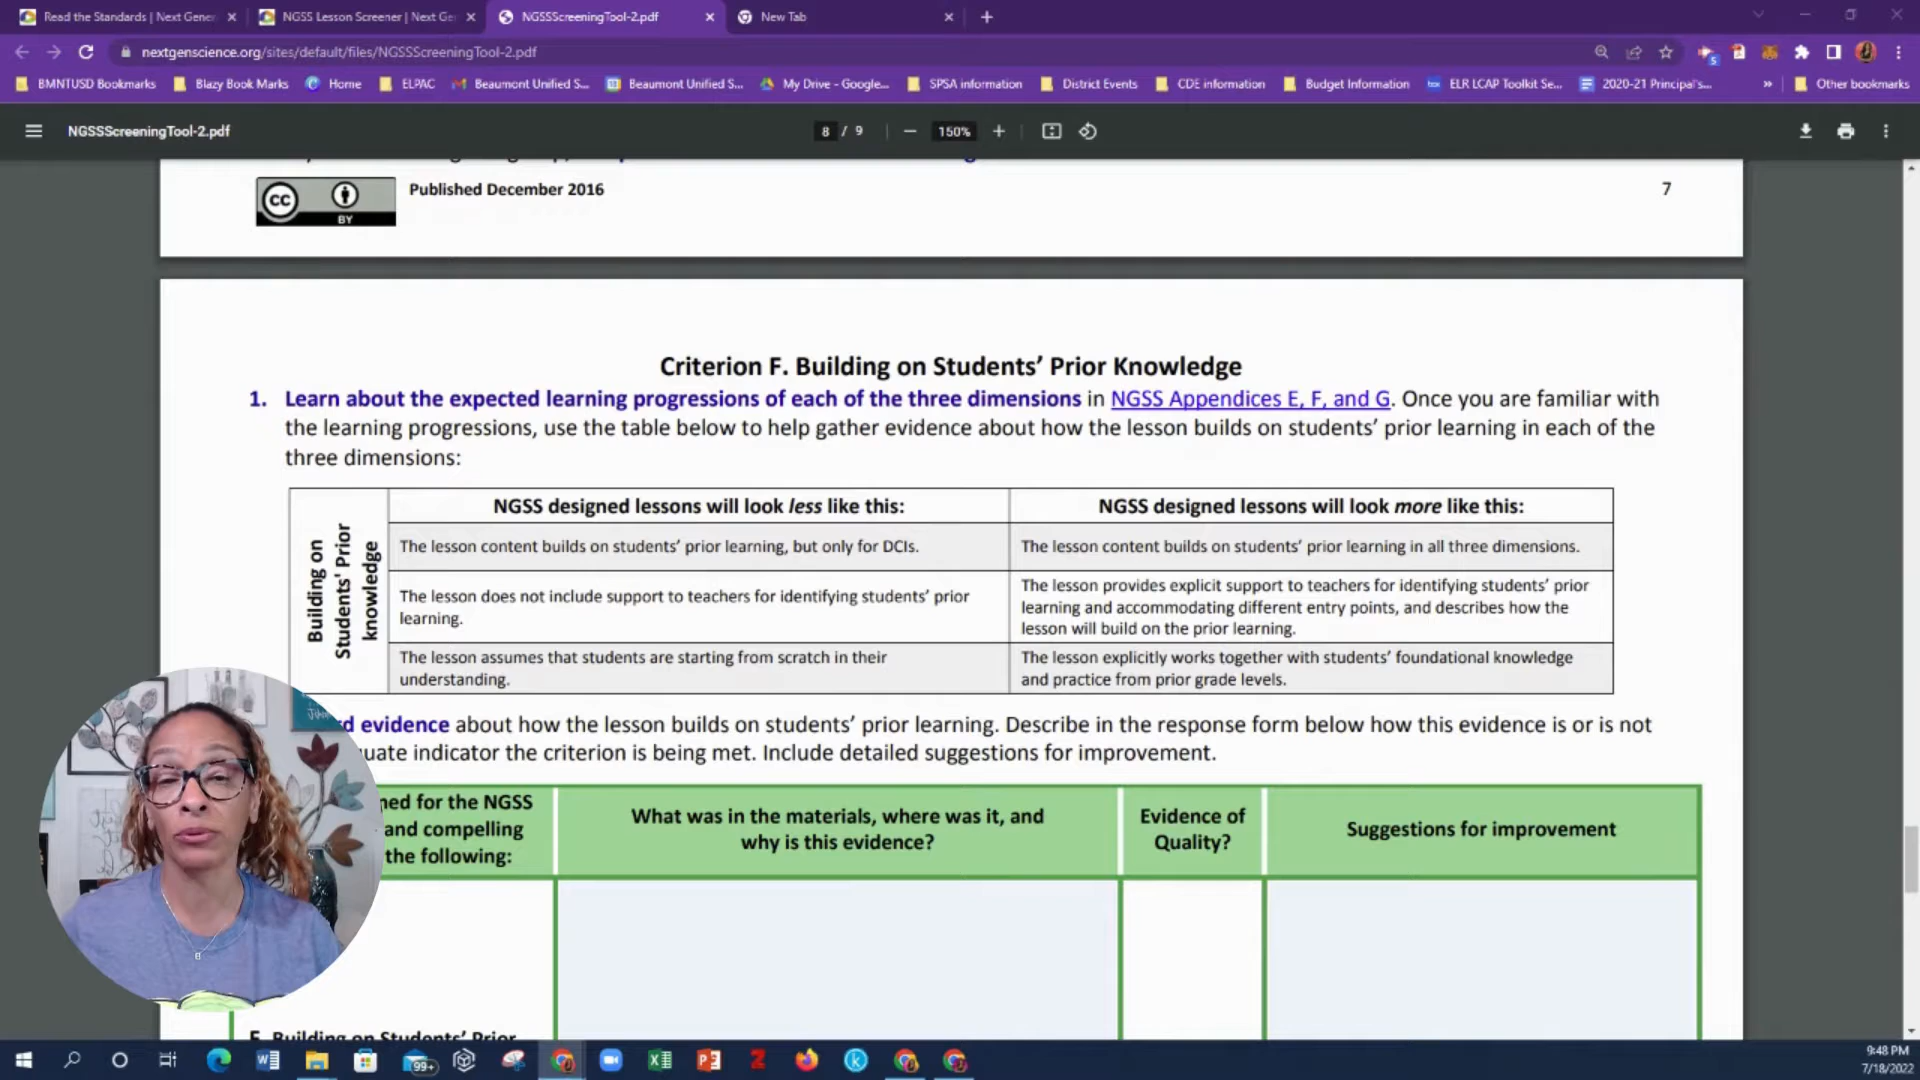 Read the Standards | Next Gener
NGSS Lesson Screener | Next Ge
NGSSScreeningTool-2.pdf
New Tab
nextgenscience.org/sites/default/files/NGSSScreeningTool-2.pdf
BMNTUSD Bookmarks
Blazy Book Marks
Home
ELPAC
Beaumont Unified S...
Beaumont Unified S...
My Drive - Google...
SPSA information
District Events
CDE information
Budget Information
ELR LCAP Toolkit Se...
2020-21 Principal's...
»
Other bookmarks
NGSSScreeningTool-2.pdf
8 / 9
150%
CC
BY
Published December 2016
7
Criterion F. Building on Students' Prior Knowledge
1. Learn about the expected learning progressions of each of the three dimensions in NGSS Appendices E, F, and G. Once you are familiar with
the learning progressions, use the table below to help gather evidence about how the lesson builds on students' prior learning in each of the
three dimensions:
Building on
Students' Prior
knowledge
NGSS designed lessons will look less like this:
NGSS designed lessons will look more like this:
The lesson content builds on students' prior learning, but only for DCIs.
The lesson content builds on students' prior learning in all three dimensions.
The lesson does not include support to teachers for identifying students' prior
learning.
The lesson provides explicit support to teachers for identifying students' prior
learning and accommodating different entry points, and describes how the
lesson will build on the prior learning.
The lesson assumes that students are starting from scratch in their
understanding.
The lesson explicitly works together with students' foundational knowledge
and practice from prior grade levels.
rd evidence about how the lesson builds on students' prior learning. Describe in the response form below how this evidence is or is not
uate indicator the criterion is being met. Include detailed suggestions for improvement.
ned for the NGSS
and compelling
the following:
What was in the materials, where was it, and
why is this evidence?
Evidence of
Quality?
Suggestions for improvement
F. Building on Students' Prior
99+
9:48 PM
7/18/2022